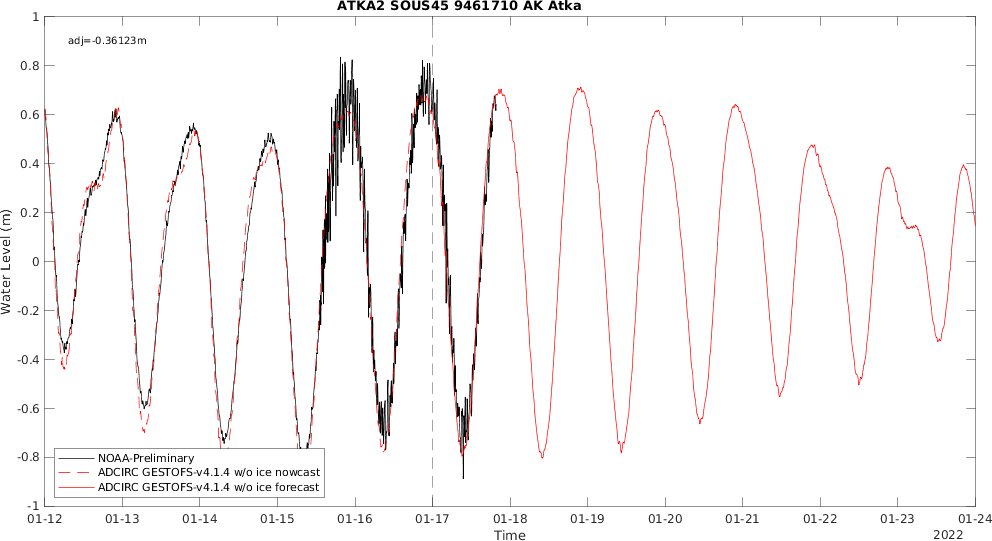 ATKA2 SOUS45 9461710 AK Atka
adj=-0.36123m
1
0.8
0.6
0.4
0.2
0
-0.2
-0.4
-0.6
-0.8
-1
Water Level (m)
NOAA-Preliminary
ADCIRC GESTOFS-v4.1.4 w/o ice nowcast
ADCIRC GESTOFS-v4.1.4 w/o ice forecast
01-12 01-13 01-14 01-15 01-16 01-17 01-18 01-19 01-20 01-21 01-22 01-23 01-24
Time
2022